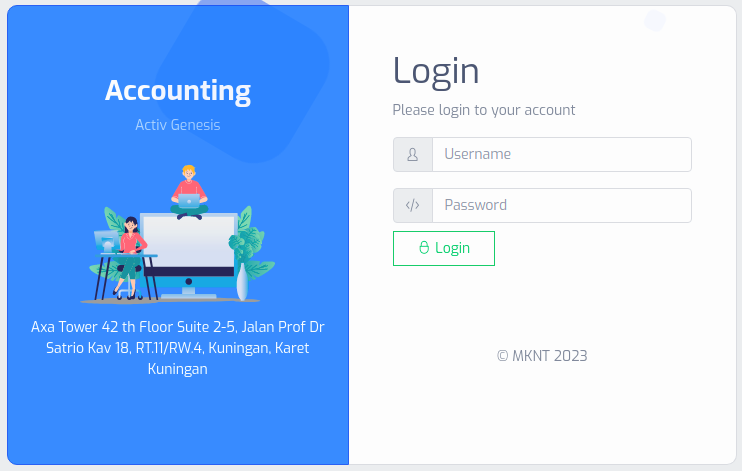 Accounting
Activ Genesis
Axa Tower 42 th Floor Suite 2-5, Jalan Prof Dr
Satrio Kav 18, RT.11/RW.4, Kuningan, Karet
Kuningan
Login
Please login to your account
Username
Password
Login
© MKNT 2023